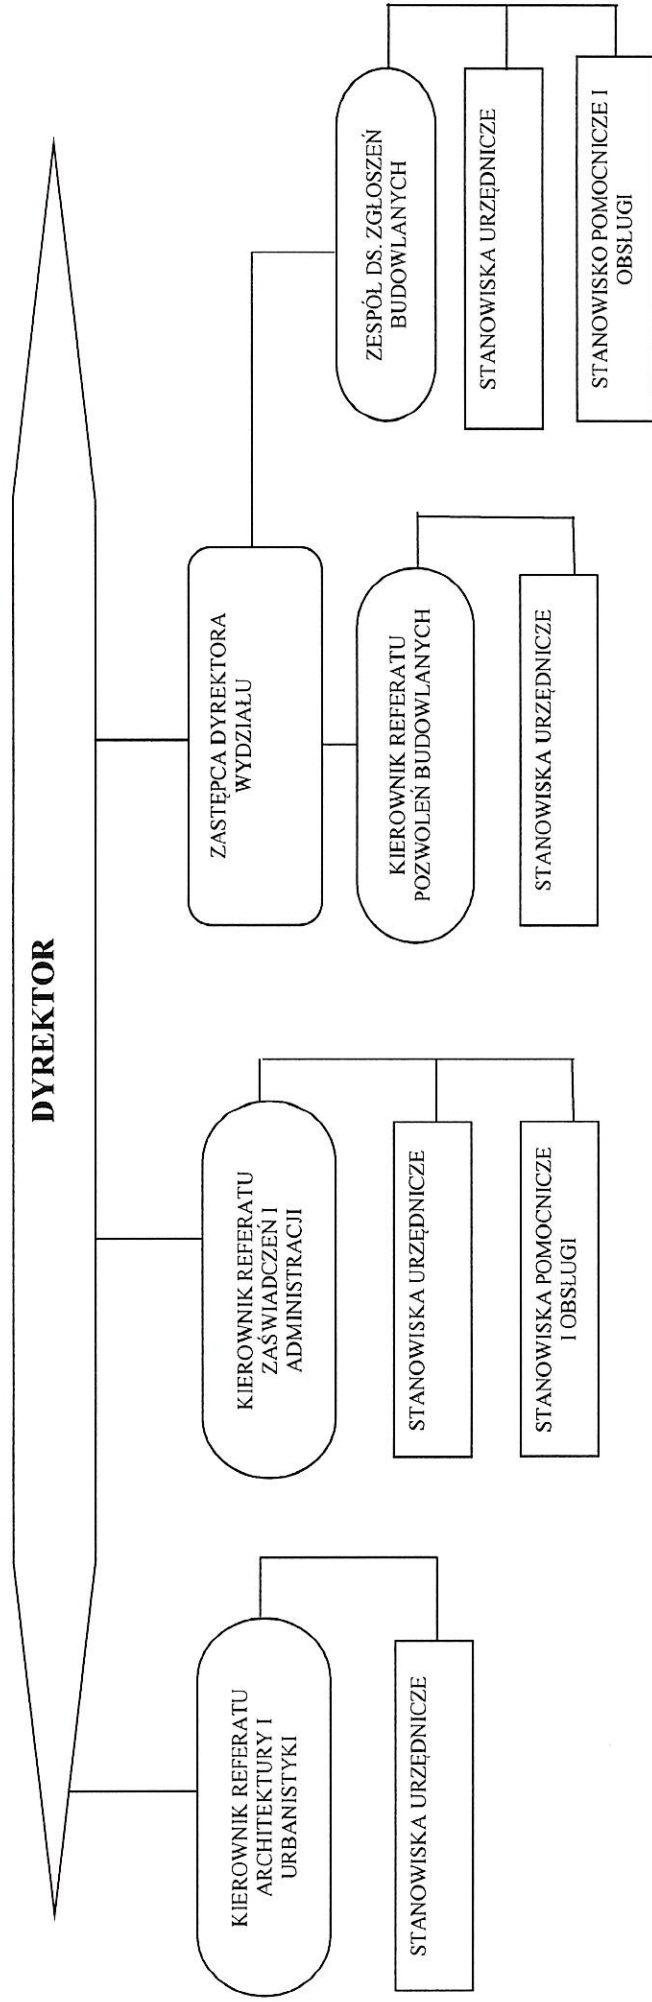 DYREKTOR
KIEROWNIK REFERATU
ARCHITEKTURY I
URBANISTYKI
STANOWISKA URZĘDNICZE
KIEROWNIK REFERATU
ZAŚWIADCZEŃ I
ADMINISTRACJI
STANOWISKA URZĘDNICZE
STANOWISKA POMOCNICZE
I OBSŁUGI
ZASTĘPCA DYREKTORA
WYDZIAŁU
KIEROWNIK REFERATU
POZWOLEŃ BUDOWLANYCH
STANOWISKA URZĘDNICZE
ZESPÓŁ DS. ZGŁOSZEŃ
BUDOWLANYCH
STANOWISKA URZĘDNICZE
STANOWISKO POMOCNICZE I
OBSŁUGI